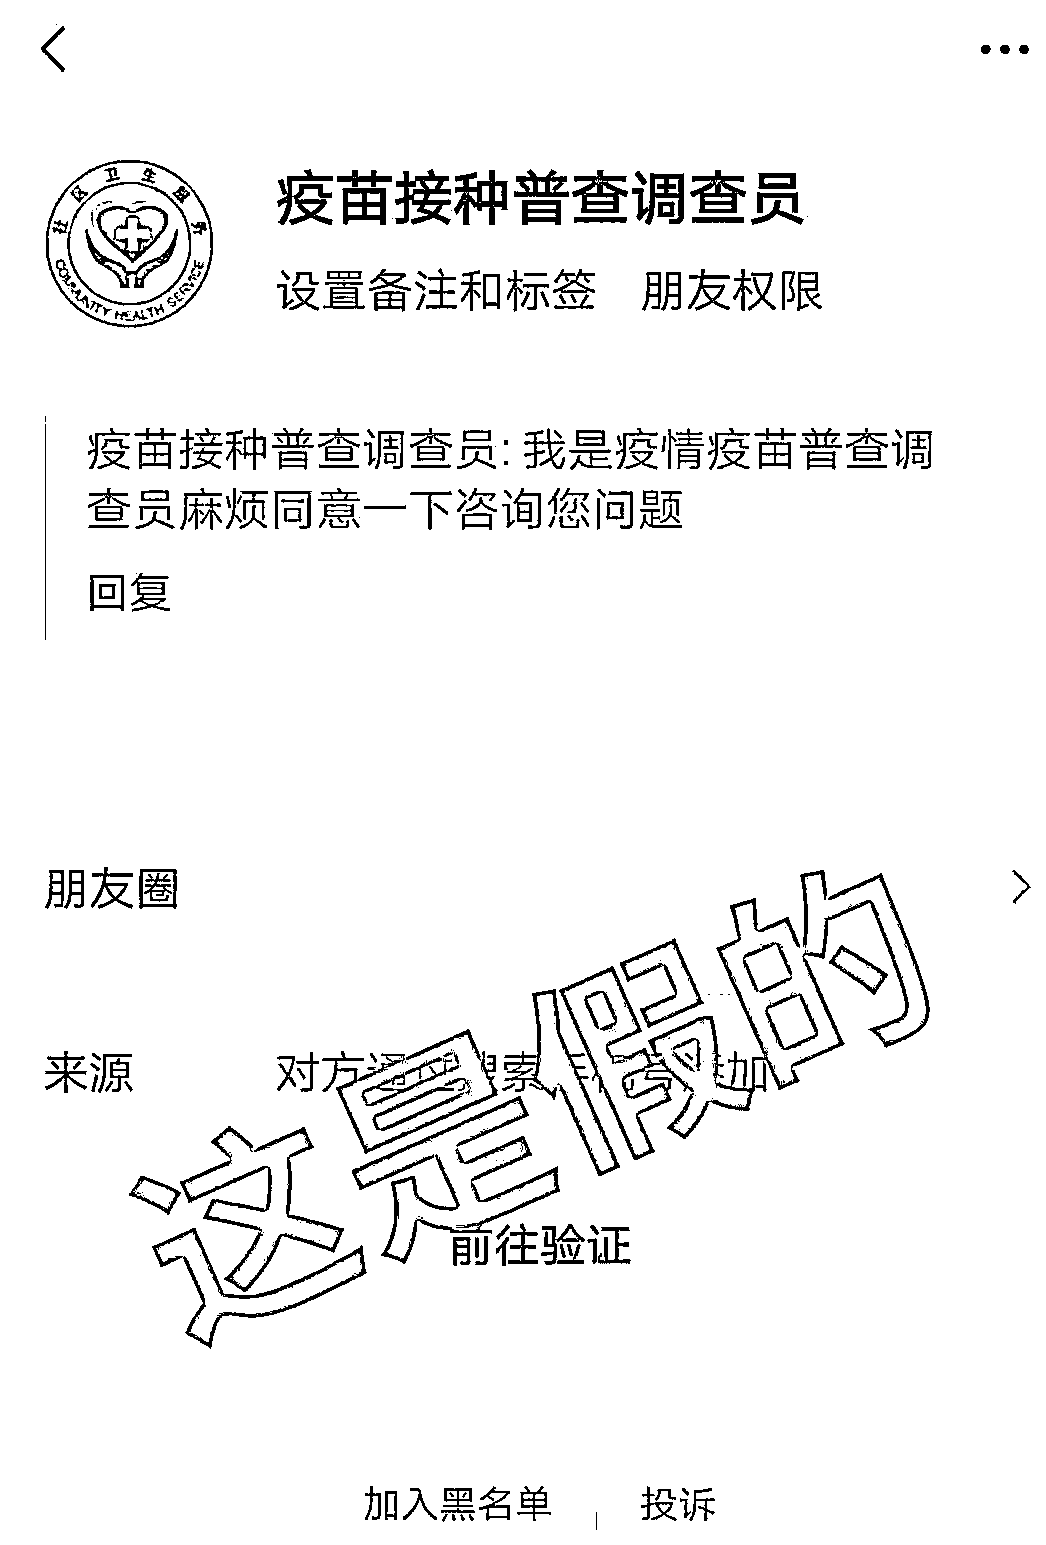 社区卫生服务
COMMUNITY HEALTH SERVICE
疫苗接种普查调查员
设置备注和标签 朋友权限
疫苗接种普查调查员: 我是疫情疫苗普查调
查员麻烦同意一下咨询您问题
回复
朋友圈
来源 对方通过搜索手机号添加
这是假的
前往验证
加入黑名单 投诉